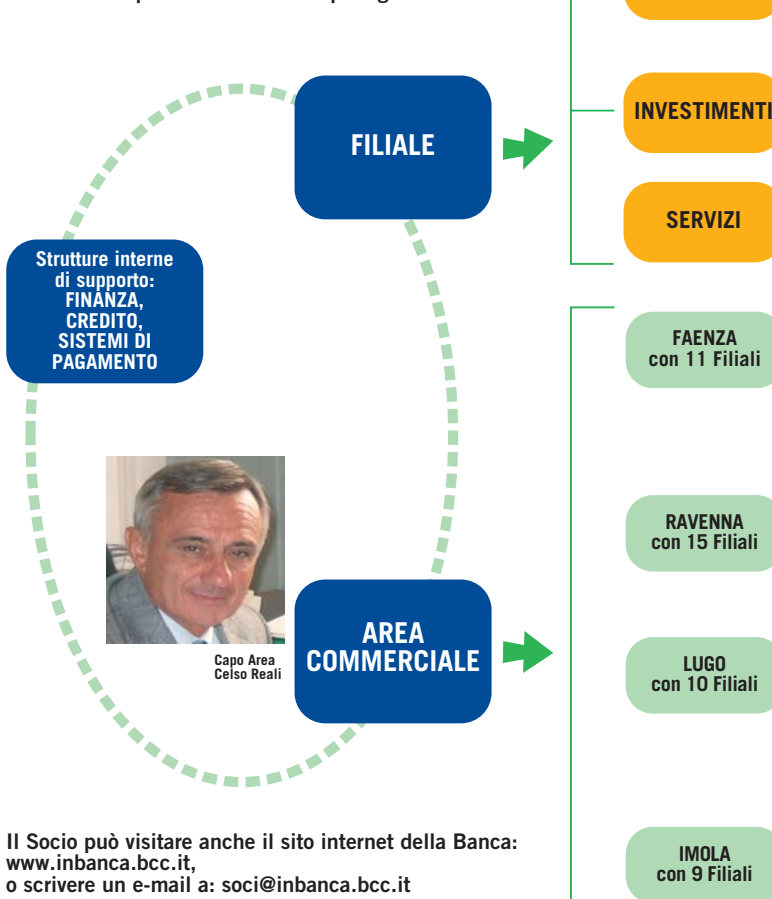 FILIALE
INVESTIMENTI
SERVIZI
Strutture interne
di supporto:
FINANZA,
CREDITO,
SISTEMI DI
PAGAMENTO
FAENZA
con 11 Filiali
RAVENNA
con 15 Filiali
Capo Area
Celso Reali
AREA
COMMERCIALE
LUGO
con 10 Filiali
IMOLA
con 9 Filiali
Il Socio può visitare anche il sito internet della Banca:
www.inbanca.bcc.it,
o scrivere un e-mail a: soci@inbanca.bcc.it